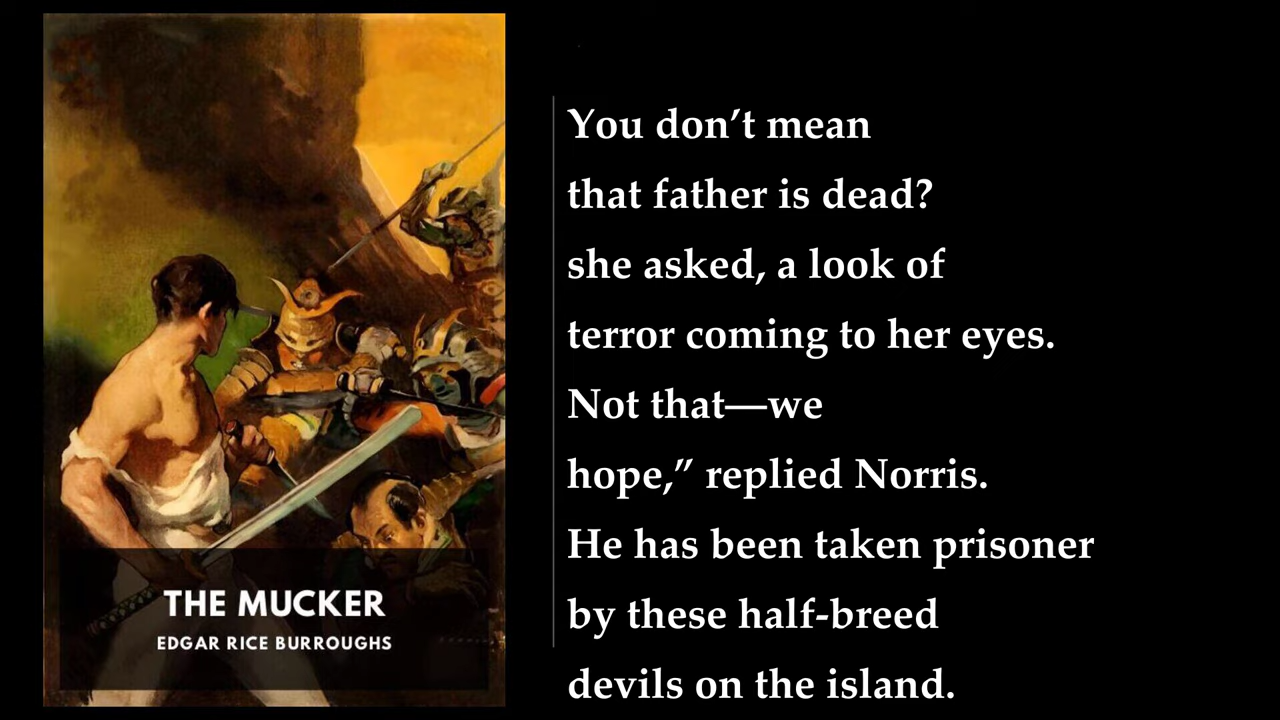 THE MUCKER
EDGAR RICE BURROUGHS
You don’t mean
that father is dead?
she asked, a look of
terror coming to her eyes.
Not that—we
hope,” replied Norris.
He has been taken prisoner
by these half-breed
devils on the island.